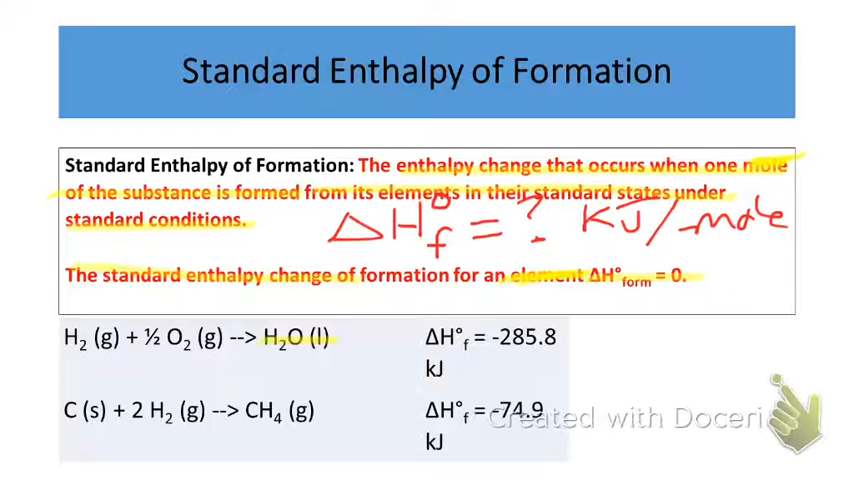 Standard Enthalpy of Formation
Standard Enthalpy of Formation: The enthalpy change that occurs when one mole
of the substance is formed from its elements in their standard states under
standard conditions.
ΔH°f = ? KJ/mole
The standard enthalpy change of formation for an element ΔH°form = 0.
H₂ (g) + ½ O₂ (g) --> H₂O (l) ΔH°f = -285.8
kJ
C (s) + 2 H₂ (g) --> CH₄ (g) ΔH°f = -74.9
kJ
Created with Doceri